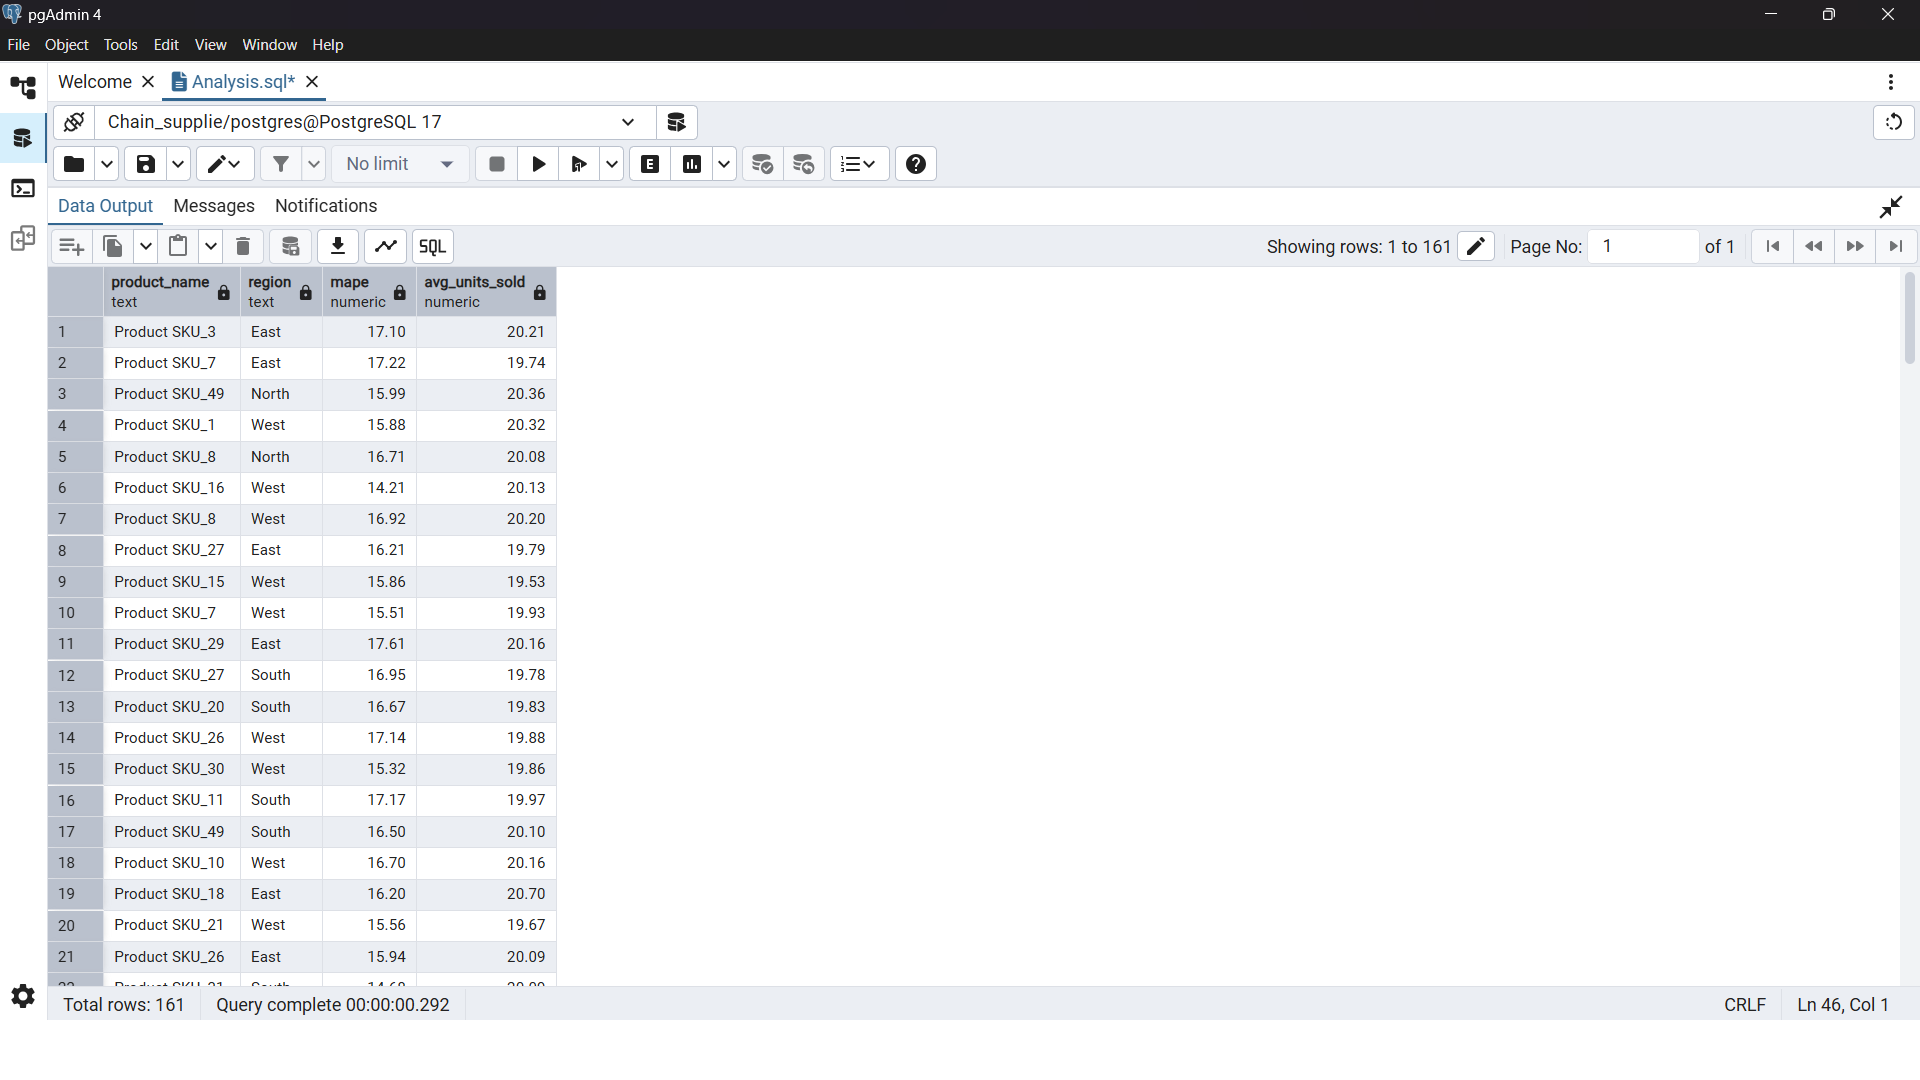 pgAdmin 4
File Object Tools Edit View Window Help
Welcome Analysis.sql*
Chain_supplie/postgres@PostgreSQL 17
No limit E
Data Output Messages Notifications
SQL Showing rows: 1 to 161 Page No: 1 of 1
product_name region mape avg_units_sold
text text numeric numeric
1 Product SKU_3 East 17.10 20.21
2 Product SKU_7 East 17.22 19.74
3 Product SKU_49 North 15.99 20.36
4 Product SKU_1 West 15.88 20.32
5 Product SKU_8 North 16.71 20.08
6 Product SKU_16 West 14.21 20.13
7 Product SKU_8 West 16.92 20.20
8 Product SKU_27 East 16.21 19.79
9 Product SKU_15 West 15.86 19.53
10 Product SKU_7 West 15.51 19.93
11 Product SKU_29 East 17.61 20.16
12 Product SKU_27 South 16.95 19.78
13 Product SKU_20 South 16.67 19.83
14 Product SKU_26 West 17.14 19.88
15 Product SKU_30 West 15.32 19.86
16 Product SKU_11 South 17.17 19.97
17 Product SKU_49 South 16.50 20.10
18 Product SKU_10 West 16.70 20.16
19 Product SKU_18 East 16.20 20.70
20 Product SKU_21 West 15.56 19.67
21 Product SKU_26 East 15.94 20.09
Total rows: 161 Query complete 00:00:00.292 CRLF Ln 46, Col 1